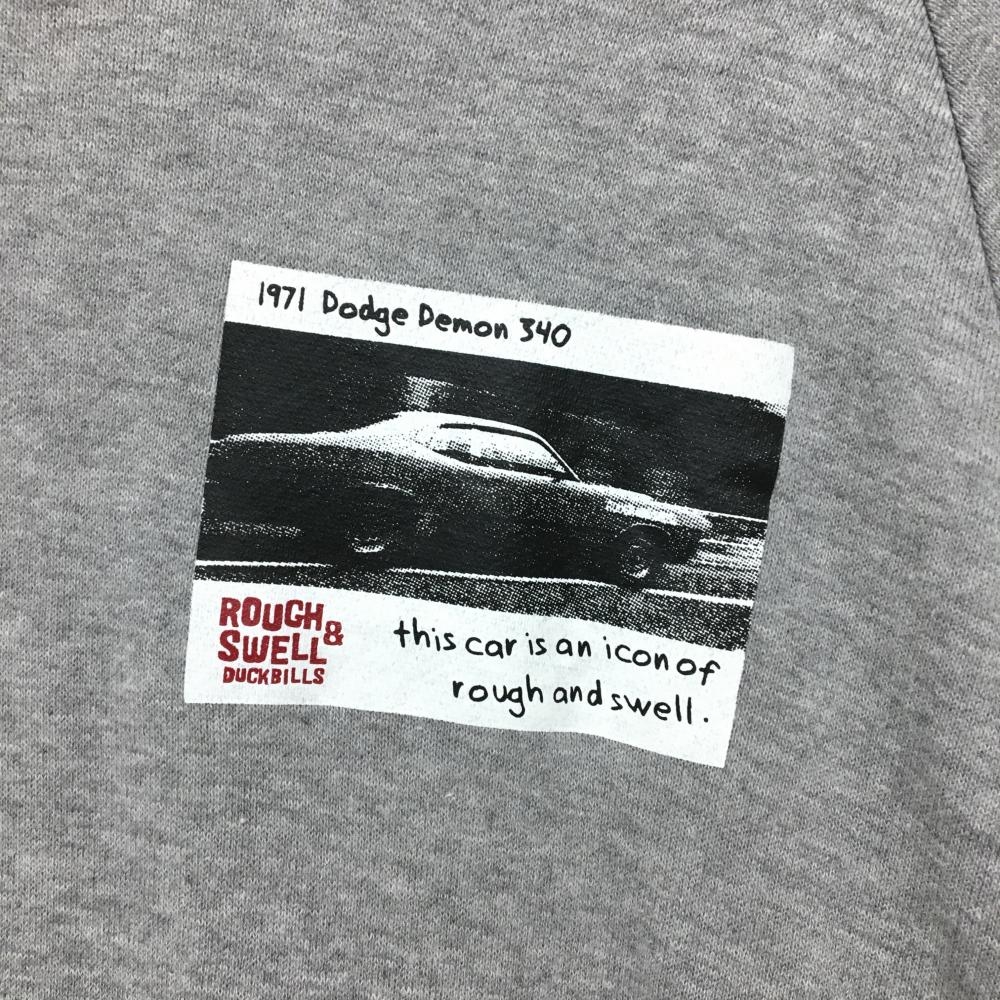 1971 Dodge Demon 340
ROUGH &
SWELL
DUCKBILLS
this car is an icon of
rough and swell.